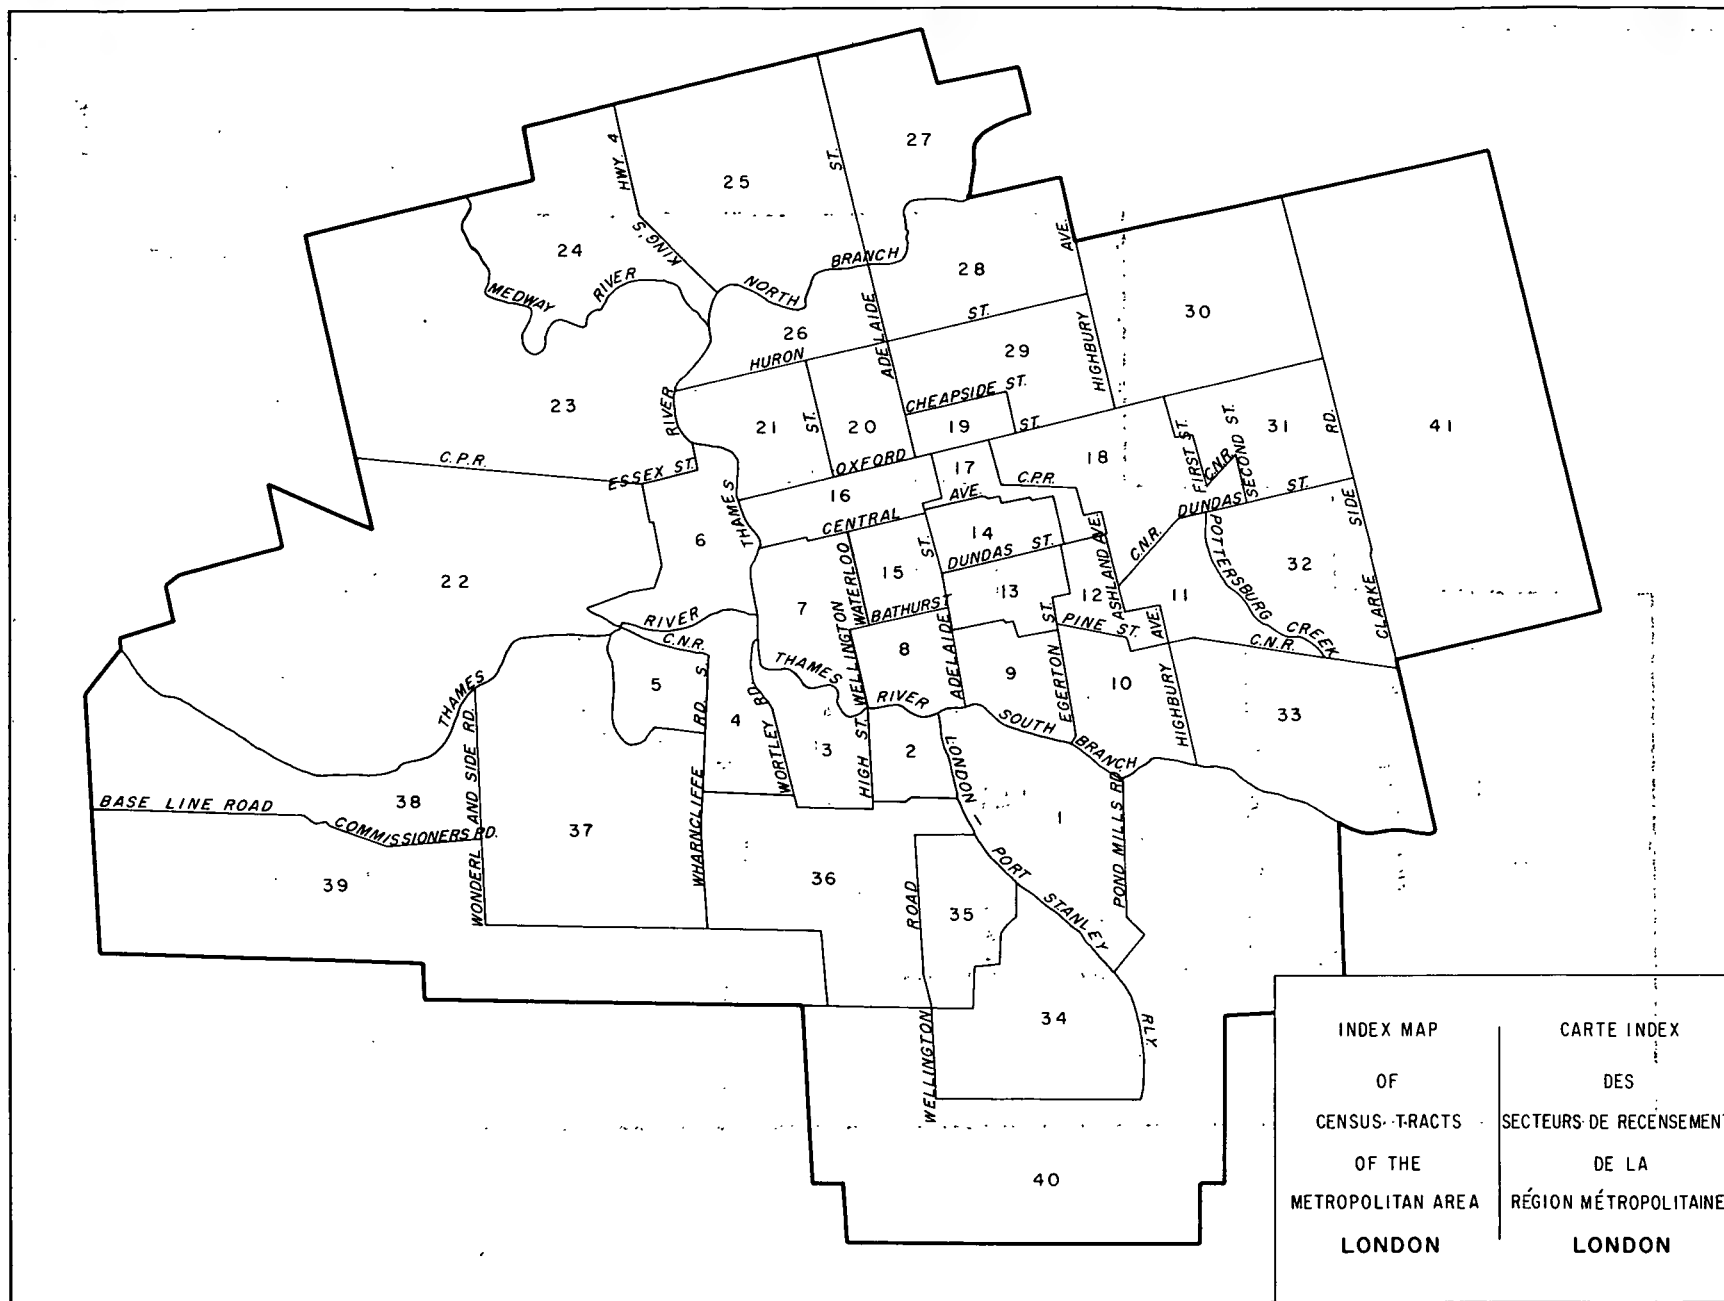 27
HWY. 4
ST.
25
24
KING'S
AVE.
BRANCH
28
RIVER
MEDWAY
NORTH
30
ADELAIDE
ST.
26
HURON
29
HIGHBURY
CHEAPSIDE ST.
23
RIVER
21
ST.
20
19
ST.
31
RD.
41
OXFORD
C.P.R.
ESSEX ST.
17
C.P.R.
18
FIRST ST.
C.N.R.
SECOND ST.
16
AVE.
DUNDAS ST.
THAMES
CENTRAL
6
14
ST.
DUNDAS ST.
ASHLAND AVE.
C.N.R.
POTTERSBURG
CREEK
32
SIDE
22
WATERLOO
15
13
12
11
7
BATHURST
CLARKE
RIVER
C.N.R.
ST.
PINE ST.
AVE.
C.N.R.
WELLINGTON
8
ADELAIDE
5
THAMES
9
EGERTON
10
RIVER
SOUTH
BRANCH
HIGHBURY
33
THAMES
RD. S.
4
WORTLEY RD.
3
HIGH ST.
2
LONDON –
PORT
STANLEY
RLY.
38
BASE LINE ROAD
COMMISSIONERS RD.
WONDERLAND SIDE RD.
37
WHARNCLIFFE
1
POND MILLS RD.
39
36
ROAD
35
34
WELLINGTON
40
INDEX MAP
OF
CENSUS TRACTS
OF THE
METROPOLITAN AREA
LONDON
CARTE INDEX
DES
SECTEURS DE RECENSEMENT
DE LA
RÉGION MÉTROPOLITAINE
LONDON